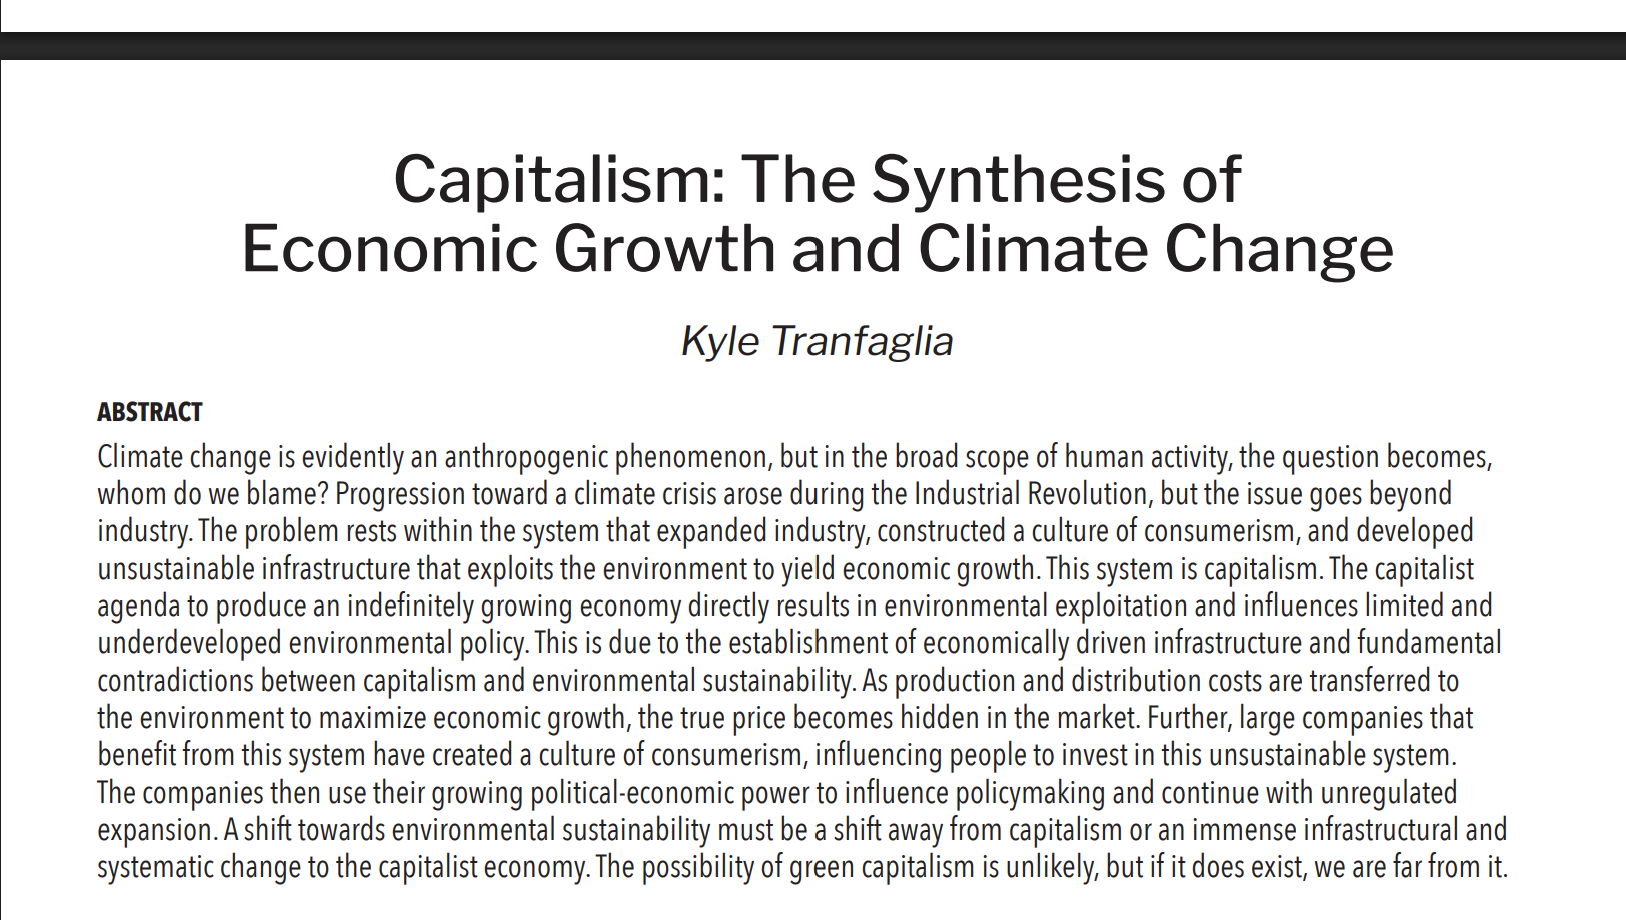 Capitalism: The Synthesis of
Economic Growth and Climate Change
Kyle Tranfaglia
ABSTRACT
Climate change is evidently an anthropogenic phenomenon, but in the broad scope of human activity, the question becomes,
whom do we blame? Progression toward a climate crisis arose during the Industrial Revolution, but the issue goes beyond
industry. The problem rests within the system that expanded industry, constructed a culture of consumerism, and developed
unsustainable infrastructure that exploits the environment to yield economic growth. This system is capitalism. The capitalist
agenda to produce an indefinitely growing economy directly results in environmental exploitation and influences limited and
underdeveloped environmental policy. This is due to the establishment of economically driven infrastructure and fundamental
contradictions between capitalism and environmental sustainability. As production and distribution costs are transferred to
the environment to maximize economic growth, the true price becomes hidden in the market. Further, large companies that
benefit from this system have created a culture of consumerism, influencing people to invest in this unsustainable system.
The companies then use their growing political-economic power to influence policymaking and continue with unregulated
expansion. A shift towards environmental sustainability must be a shift away from capitalism or an immense infrastructural and
systematic change to the capitalist economy. The possibility of green capitalism is unlikely, but if it does exist, we are far from it.